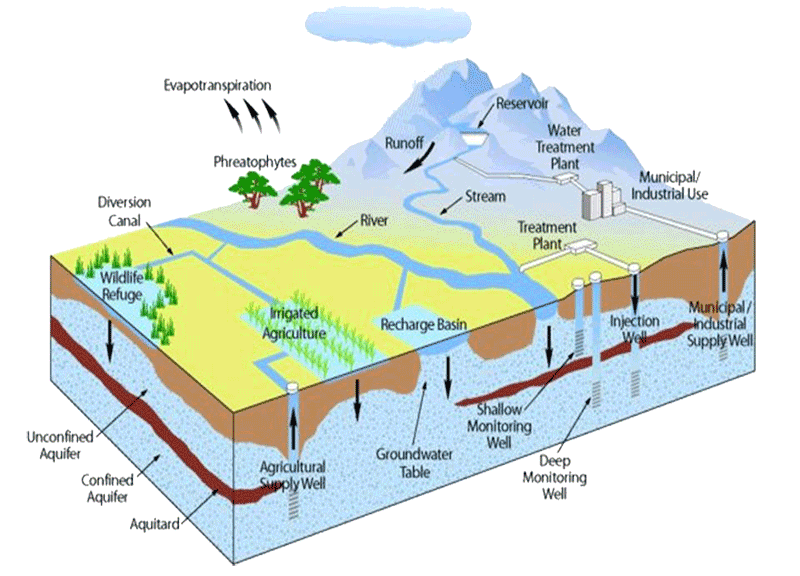 Evapotranspiration
Reservoir
Runoff
Water
Treatment
Plant
Phreatophytes
Municipal/
Industrial Use
Diversion
Canal
Stream
River
Treatment
Plant
Wildlife
Refuge
Irrigated
Agriculture
Recharge Basin
Injection
Well
Municipal/
Industrial
Supply Well
Shallow
Monitoring
Well
Unconfined
Aquifer
Groundwater
Table
Agricultural
Supply Well
Deep
Monitoring
Well
Confined
Aquifer
Aquitard